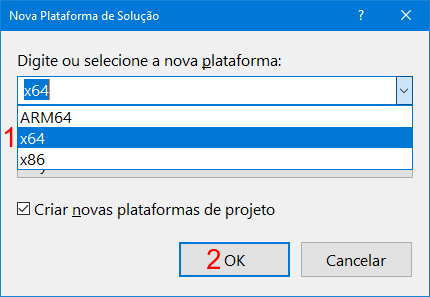 Nova Plataforma de Solução
Digite ou selecione a nova plataforma:
x64
ARM64
1 x64
x86
Criar novas plataformas de projeto
2 OK
Cancelar